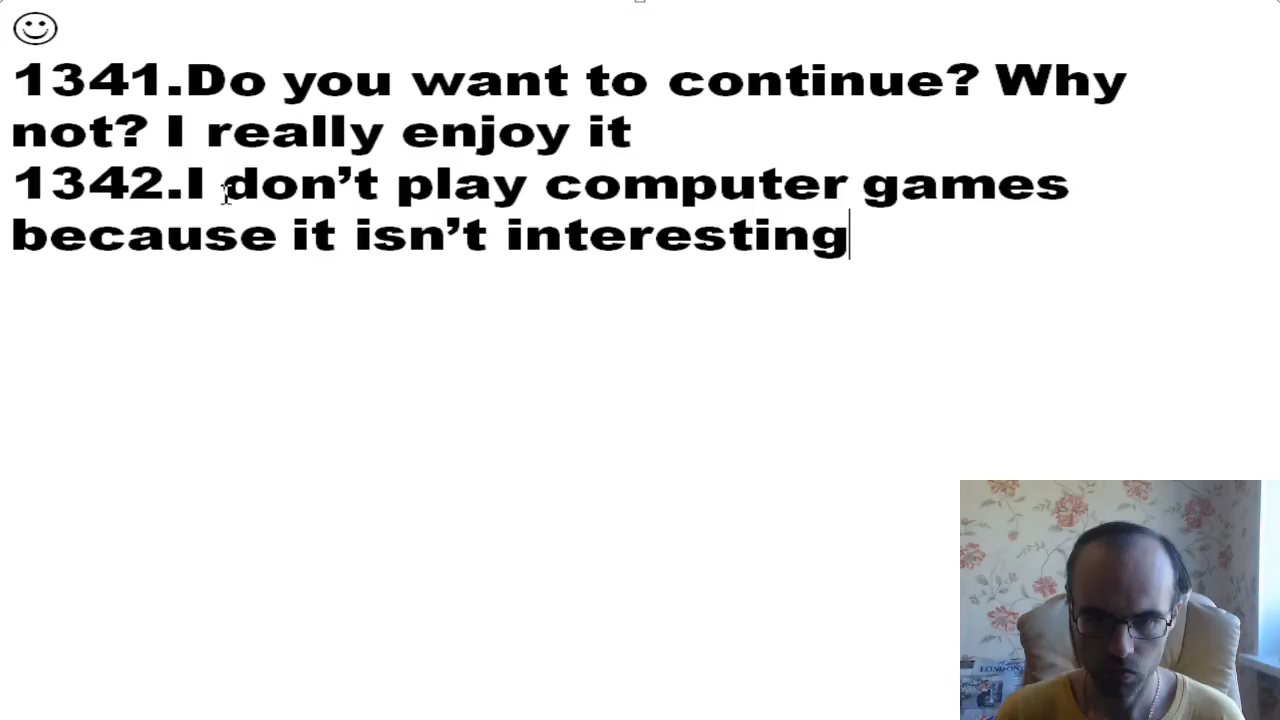 1341.Do you want to continue? Why
not? I really enjoy it
1342.I don’t play computer games
because it isn’t interesting
LONDON